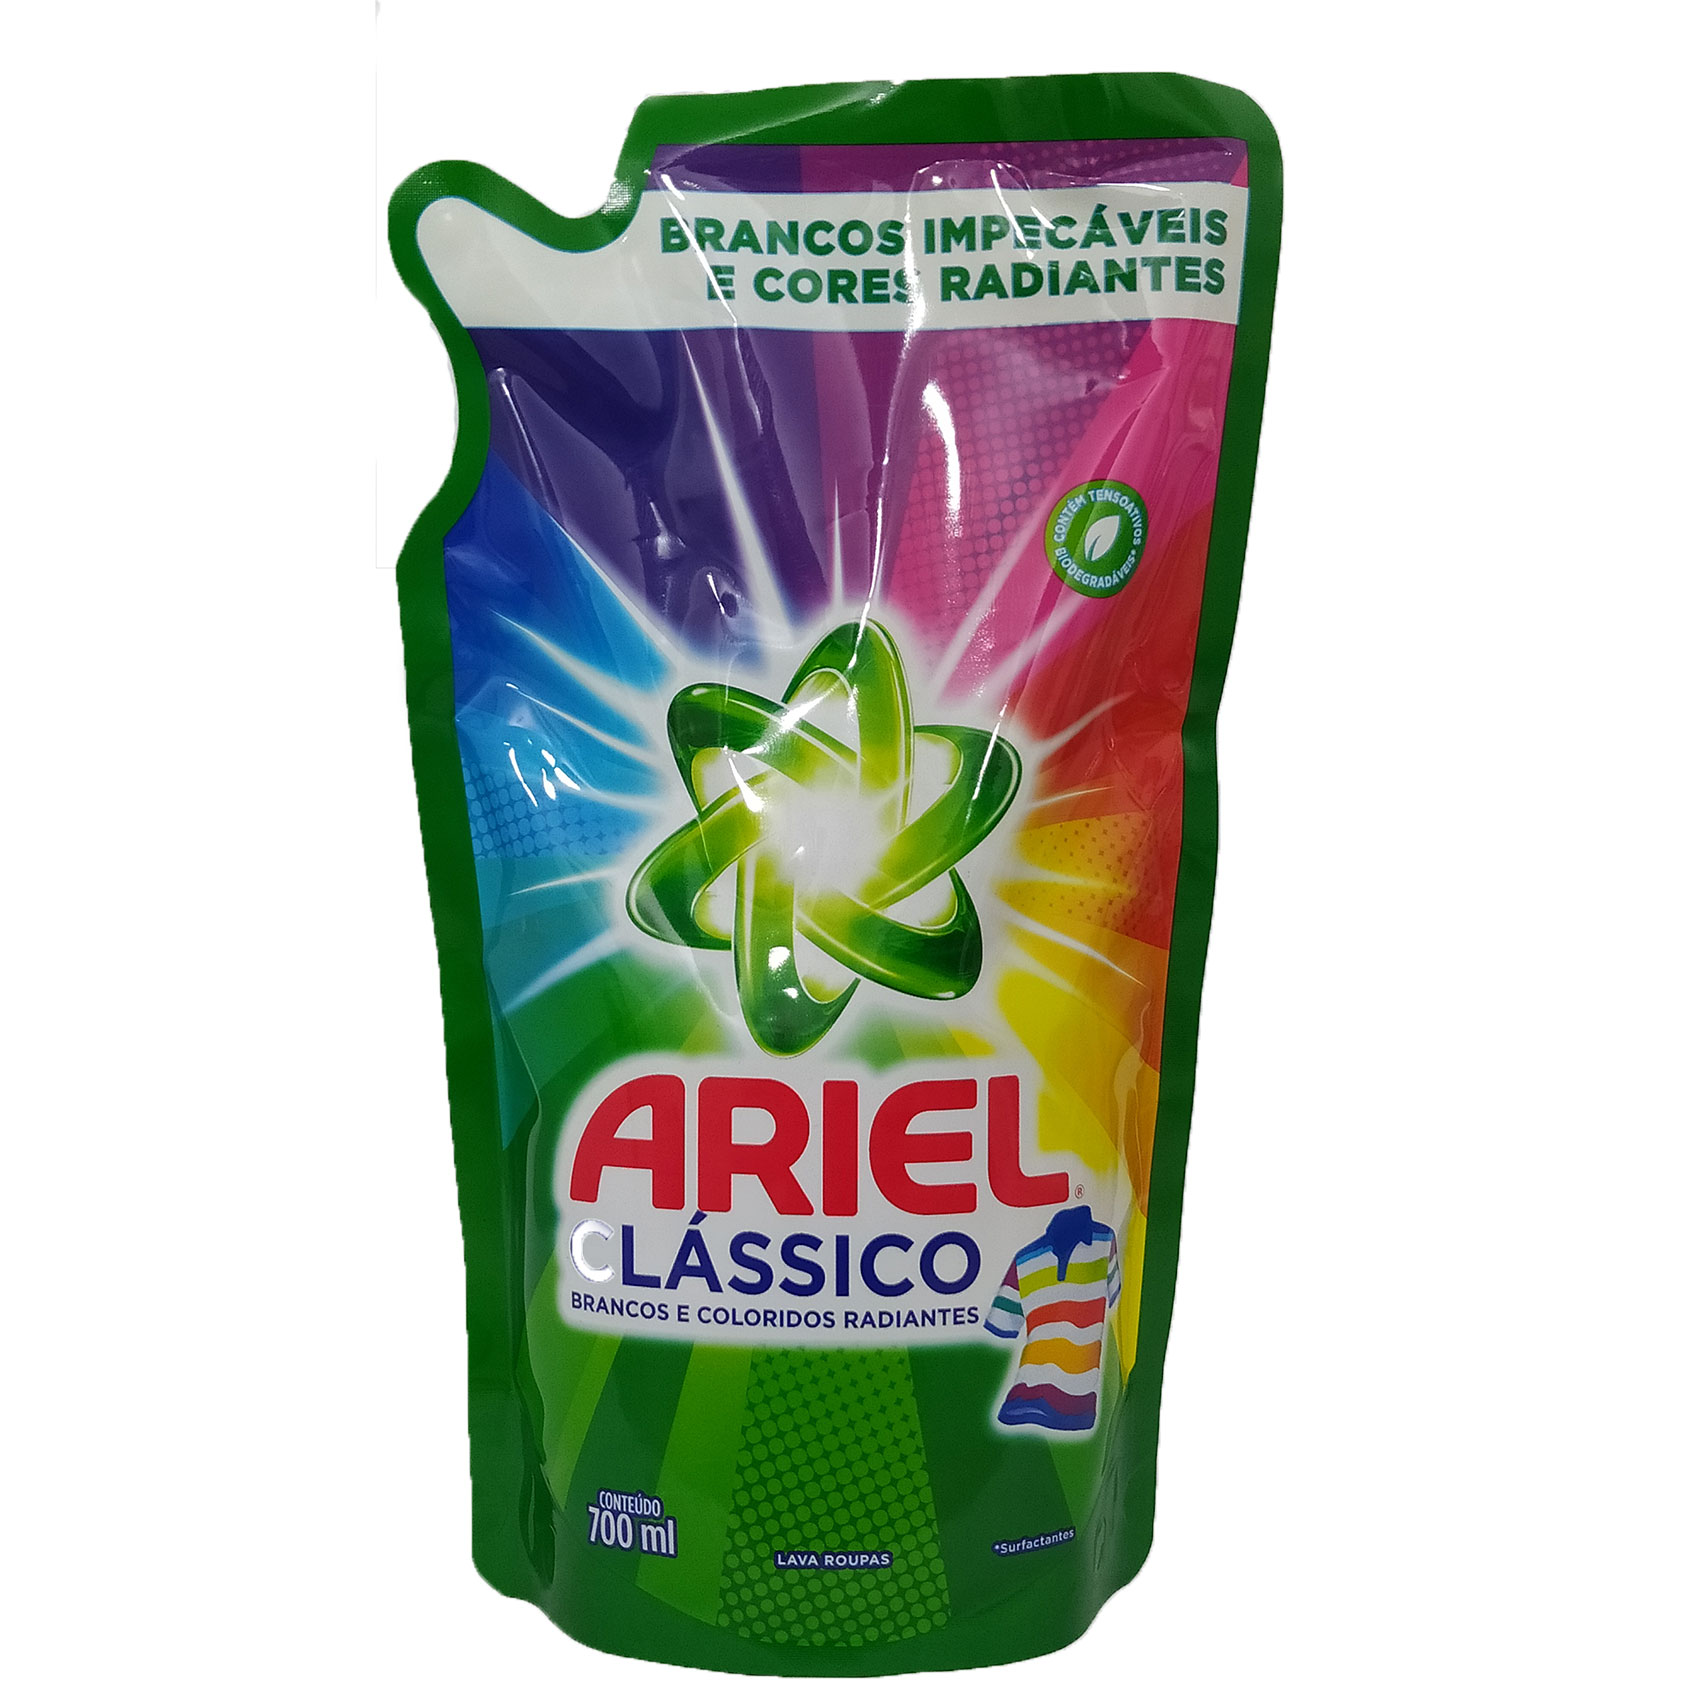 BRANCOS IMPECÁVEIS
E CORES RADIANTES
CONTÉM TENSOATIVOS
BIODEGRADÁVEIS*
ARIEL®
CLÁSSICO
BRANCOS E COLORIDOS RADIANTES
CONTEÚDO
700 ml
LAVA ROUPAS
*Surfactantes